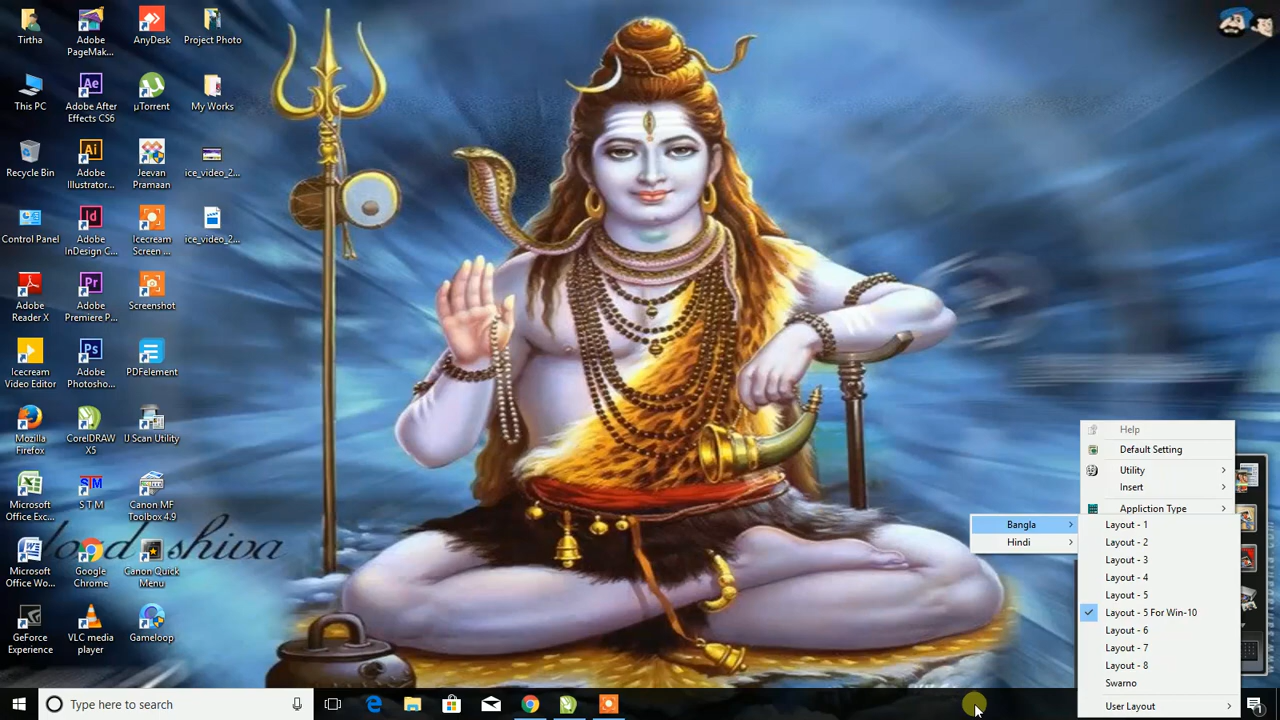 Tirtha
Adobe
PageMak...
AnyDesk
Project Photo
This PC
Adobe After
Effects CS6
µTorrent
My Works
Recycle Bin
Adobe
Illustrator...
Jeevan
Pramaan
ice_video_2...
Control Panel
Adobe
InDesign C...
Icecream
Screen ...
ice_video_2...
Adobe
Reader X
Adobe
Premiere P...
Screenshot
Icecream
Video Editor
Adobe
Photosho...
PDFelement
Mozilla
Firefox
CorelDRAW
X5
IJ Scan Utility
Microsoft
Office Exc...
S T M
Canon MF
Toolbox 4.9
Microsoft
Office Wo...
Google
Chrome
Canon Quick
Menu
GeForce
Experience
VLC media
player
Gameloop
lord shiva
Help
Default Setting
Utility
Insert
Appliction Type
Bangla
Hindi
Layout - 1
Layout - 2
Layout - 3
Layout - 4
Layout - 5
Layout - 5 For Win-10
Layout - 6
Layout - 7
Layout - 8
Swarno
User Layout
Type here to search